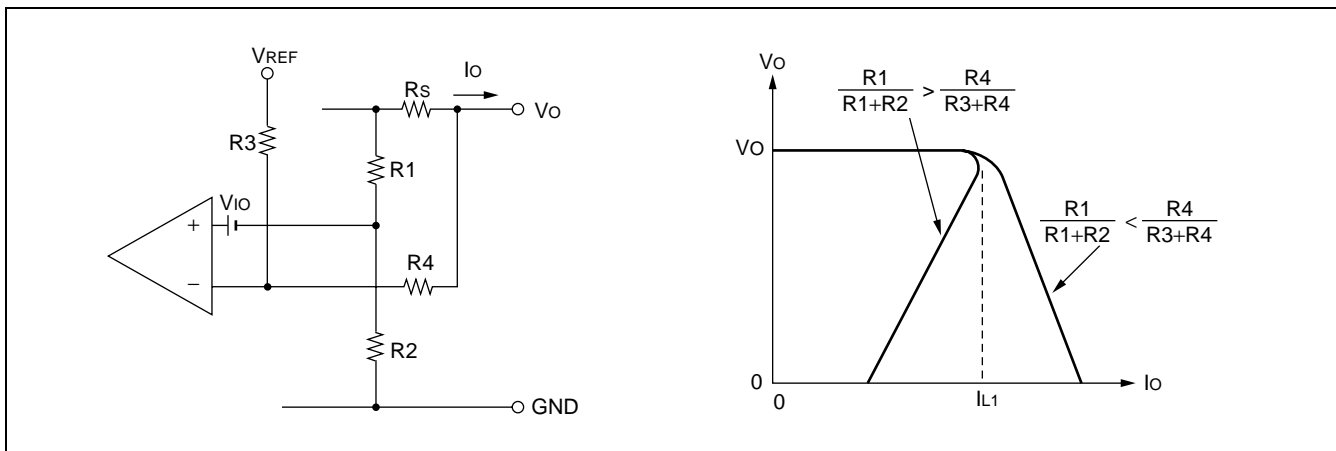 VREF
R3
RS
IO
VO
R1
VIO
+
−
R4
R2
GND
VO
R1
R1+R2
>
R4
R3+R4
VO
R1
R1+R2
<
R4
R3+R4
0
0
IL1
IO